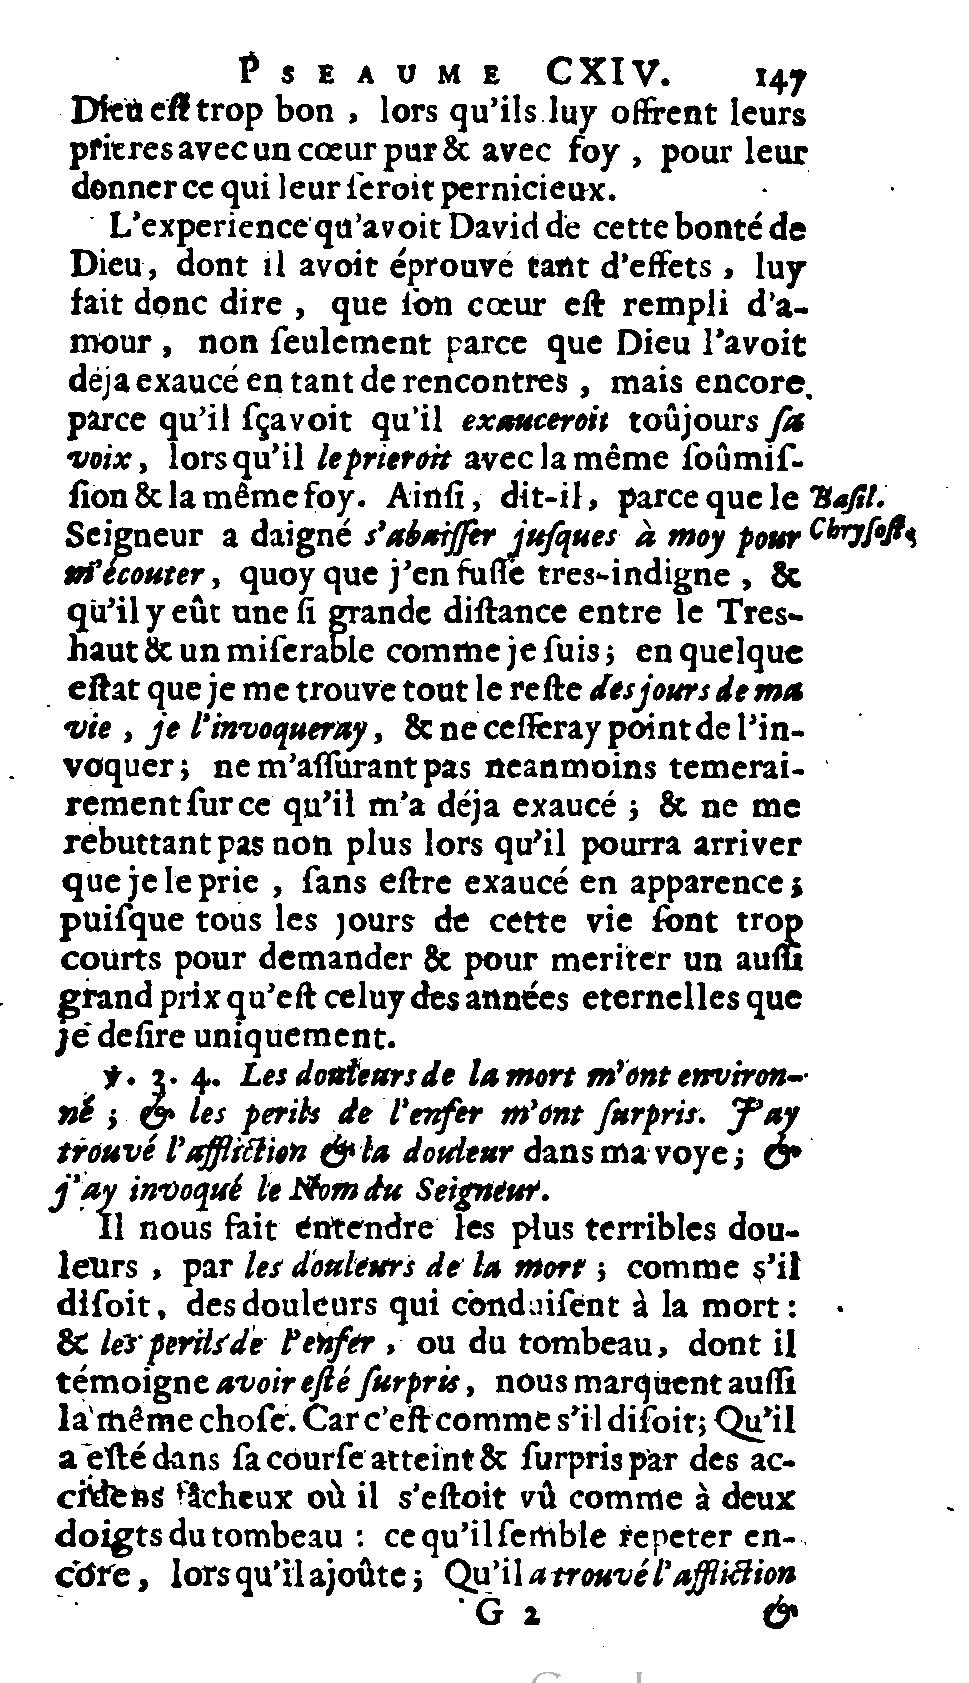 PSEAUME CXIV. 147
Dieu eſt trop bon, lors qu'ils luy offrent leurs
prieres avec un cœur pur & avec foy, pour leur
donner ce qui leur ſeroit pernicieux.
L'experience qu'avoit David de cette bonté de
Dieu, dont il avoit éprouvé tant d'effets, luy
fait donc dire, que ſon cœur eſt rempli d'a-
mour, non ſeulement parce que Dieu l'avoit
déja exaucé en tant de rencontres, mais encore
parce qu'il ſçavoit qu'il exauceroit toûjours ſa
voix, lorsqu'il le prieroit avec la même ſoûmiſ-
ſion & la même foy. Ainſi, dit-il, parce que le Baſil.
Seigneur a daigné s'abaiſſer juſques à moy pour Chryſoſt.
m'écouter, quoy que j'en fuſſe tres-indigne, &
qu'il y eût une ſi grande diſtance entre le Tres-
haut & un miſerable comme je ſuis; en quelque
eſtat que je me trouve tout le reſte des jours de ma
vie, je l'invoqueray, & ne ceſſeray point de l'in-
voquer; ne m'aſſurant pas neanmoins temerai-
rement ſur ce qu'il m'a déja exaucé; & ne me
rebuttant pas non plus lors qu'il pourra arriver
que je le prie, ſans eſtre exaucé en apparence;
puiſque tous les jours de cette vie ſont trop
courts pour demander & pour meriter un auſſi
grand prix qu'eſt celuy des années eternelles que
je deſire uniquement.
℣. 3. 4. Les douleurs de la mort m'ont environ-
né; & les perils de l'enfer m'ont ſurpris. J'ay
trouvé l'affliction & la douleur dans ma voye; &
j'ay invoqué le Nom du Seigneur.
Il nous fait entendre les plus terribles dou-
leurs, par les douleurs de la mort; comme s'il
diſoit, des douleurs qui conduiſent à la mort:
& les perils de l'enfer, ou du tombeau, dont il
témoigne avoir eſté ſurpris, nous marquent auſſi
la même choſe. Car c'eſt comme s'il diſoit; Qu'il
a eſté dans ſa courſe atteint & ſurpris par des ac-
cidens fâcheux où il s'eſtoit vû comme à deux
doigts du tombeau: ce qu'il ſemble repeter en-
core, lors qu'il ajoûte; Qu'il a trouvé l'affliction
G 2 &